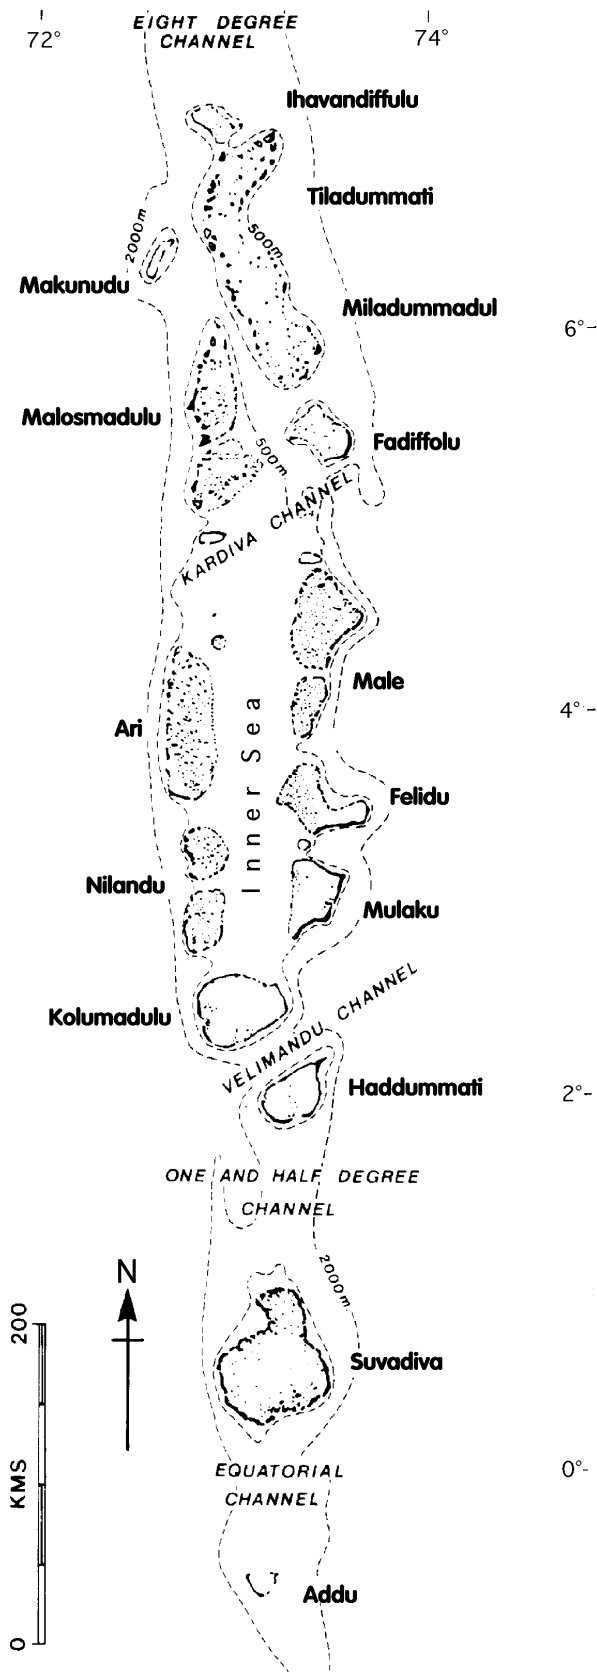 EIGHT DEGREE
CHANNEL
72°
74°
Ihavandiffulu
Tiladummati
2000m
500m
Makunudu
Miladummadul
6°
Malosmadulu
Fadiffolu
500m
KARDIVA CHANNEL
Male
4°
Ari
Inner Sea
Felidu
Nilandu
Mulaku
Kolumadulu
VELIMANDU CHANNEL
Haddummati
2°
ONE AND HALF DEGREE
CHANNEL
2000m.
N
200
KMS
0
Suvadiva
EQUATORIAL
CHANNEL
0°
Addu